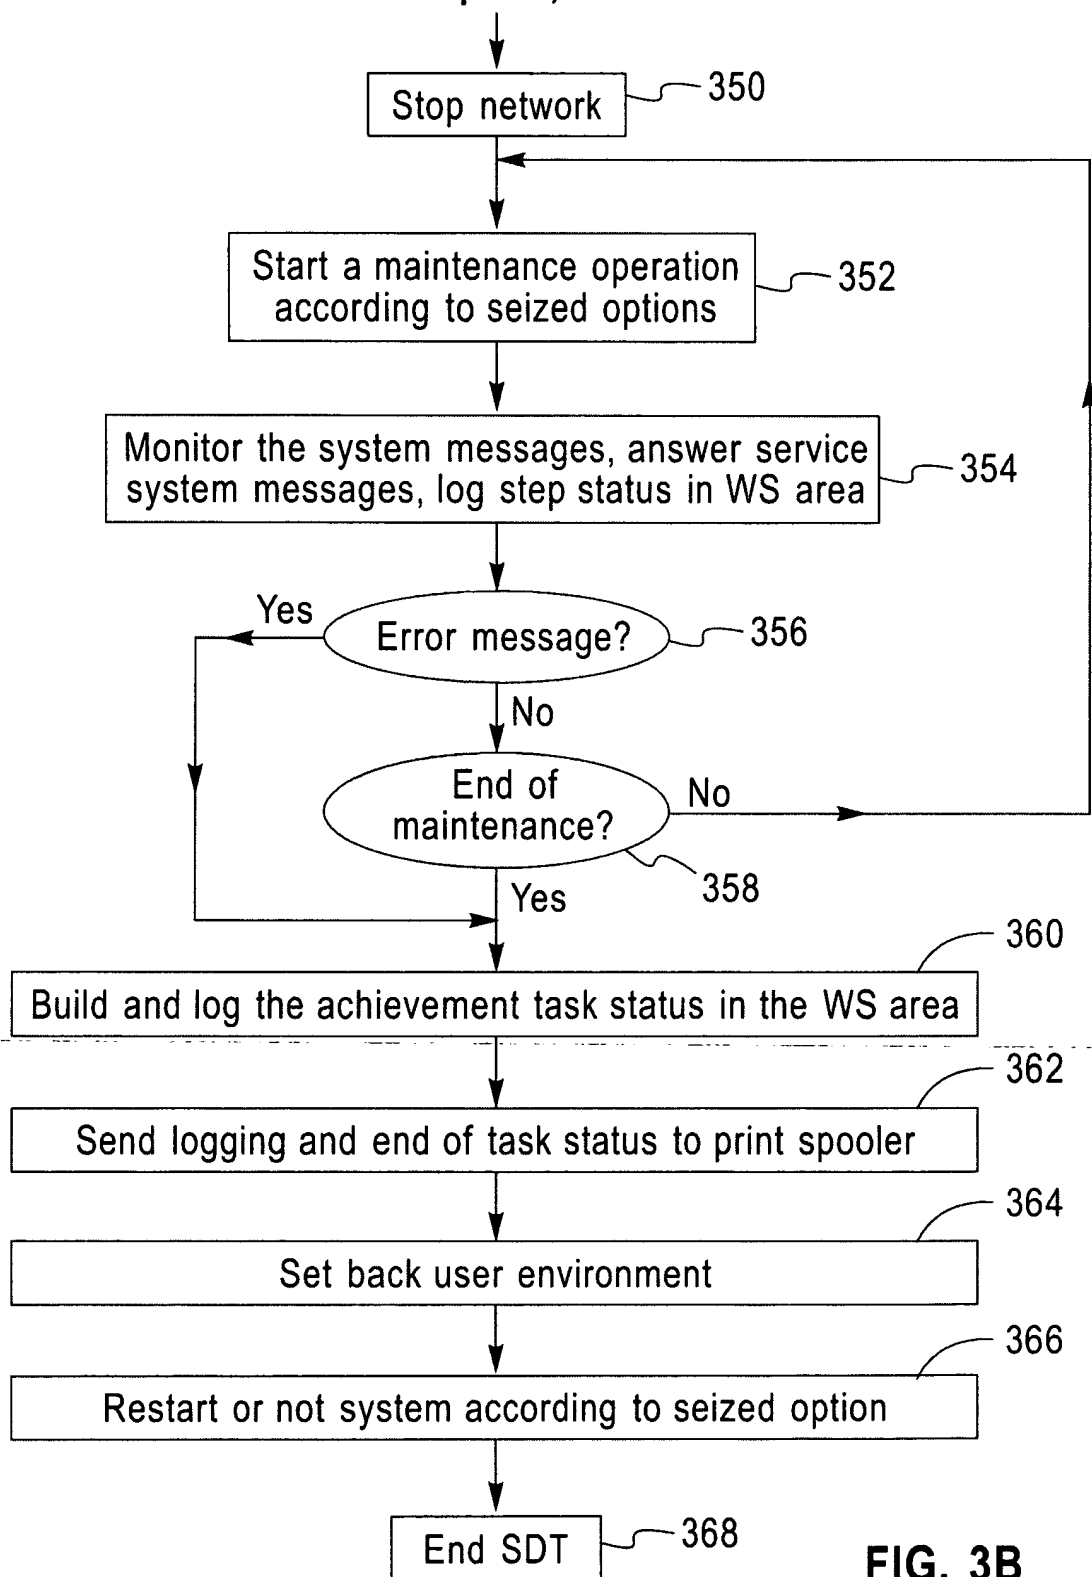 Stop network
350
Start a maintenance operation
according to seized options
352
Monitor the system messages, answer service
system messages, log step status in WS area
354
Yes
Error message?
356
No
End of
maintenance?
No
358
Yes
360
Build and log the achievement task status in the WS area
362
Send logging and end of task status to print spooler
364
Set back user environment
366
Restart or not system according to seized option
End SDT
368
FIG. 3B